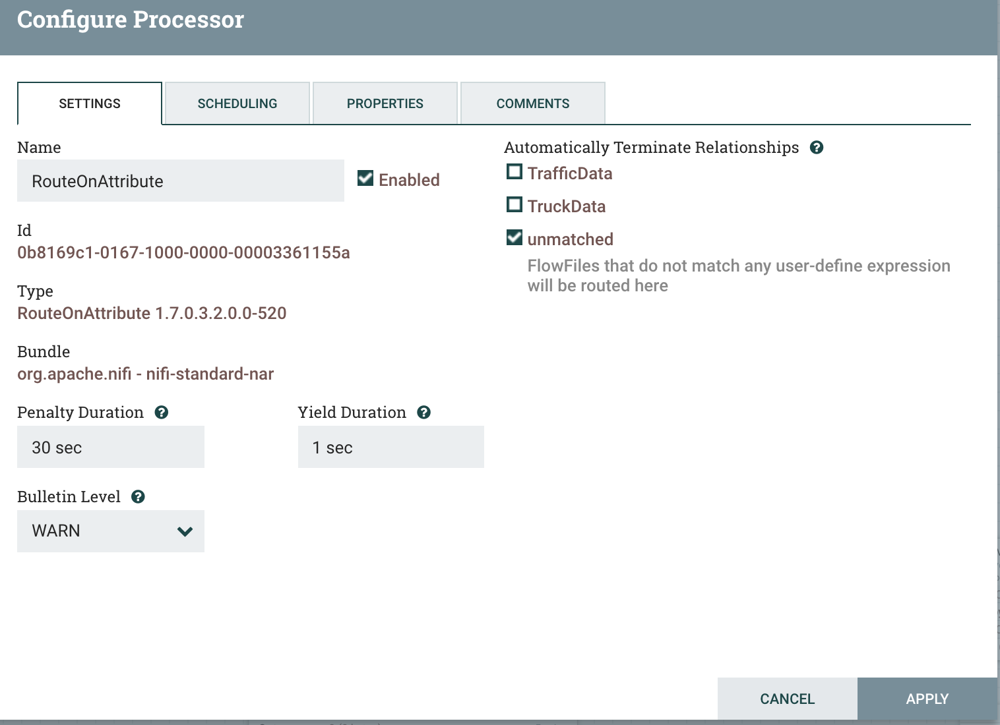 Configure Processor
SETTINGS
SCHEDULING
PROPERTIES
COMMENTS
Name
RouteOnAttribute
Enabled
Id
0b8169c1-0167-1000-0000-00003361155a
Type
RouteOnAttribute 1.7.0.3.2.0.0-520
Bundle
org.apache.nifi - nifi-standard-nar
Penalty Duration
Yield Duration
30 sec
1 sec
Bulletin Level
WARN
Automatically Terminate Relationships
TrafficData
TruckData
unmatched
FlowFiles that do not match any user-define expression
will be routed here
CANCEL
APPLY